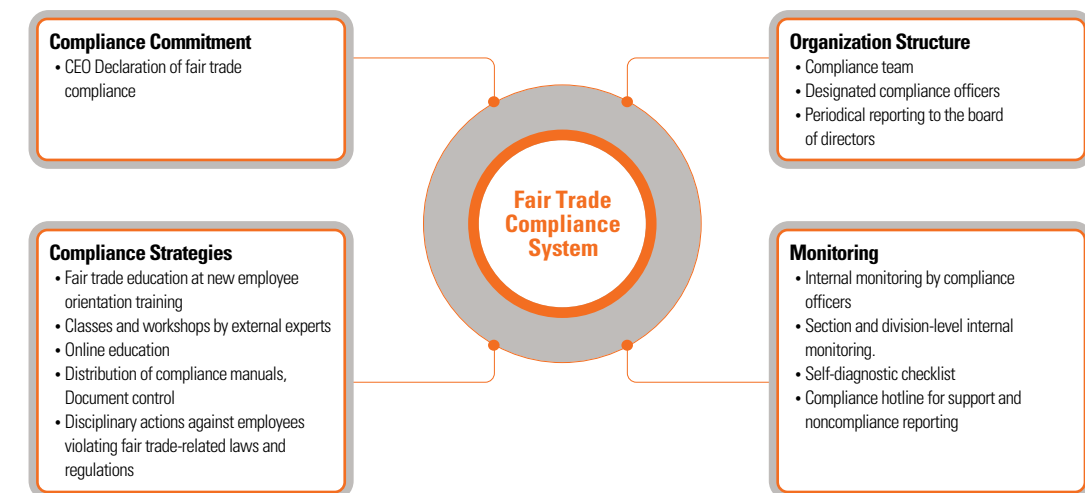 Compliance Commitment
• CEO Declaration of fair trade
compliance
Organization Structure
• Compliance team
• Designated compliance officers
• Periodical reporting to the board
of directors
Fair Trade
Compliance
System
Compliance Strategies
• Fair trade education at new employee
orientation training
• Classes and workshops by external experts
• Online education
• Distribution of compliance manuals,
Document control
• Disciplinary actions against employees
violating fair trade-related laws and
regulations
Monitoring
• Internal monitoring by compliance
officers
• Section and division-level internal
monitoring.
• Self-diagnostic checklist
• Compliance hotline for support and
noncompliance reporting